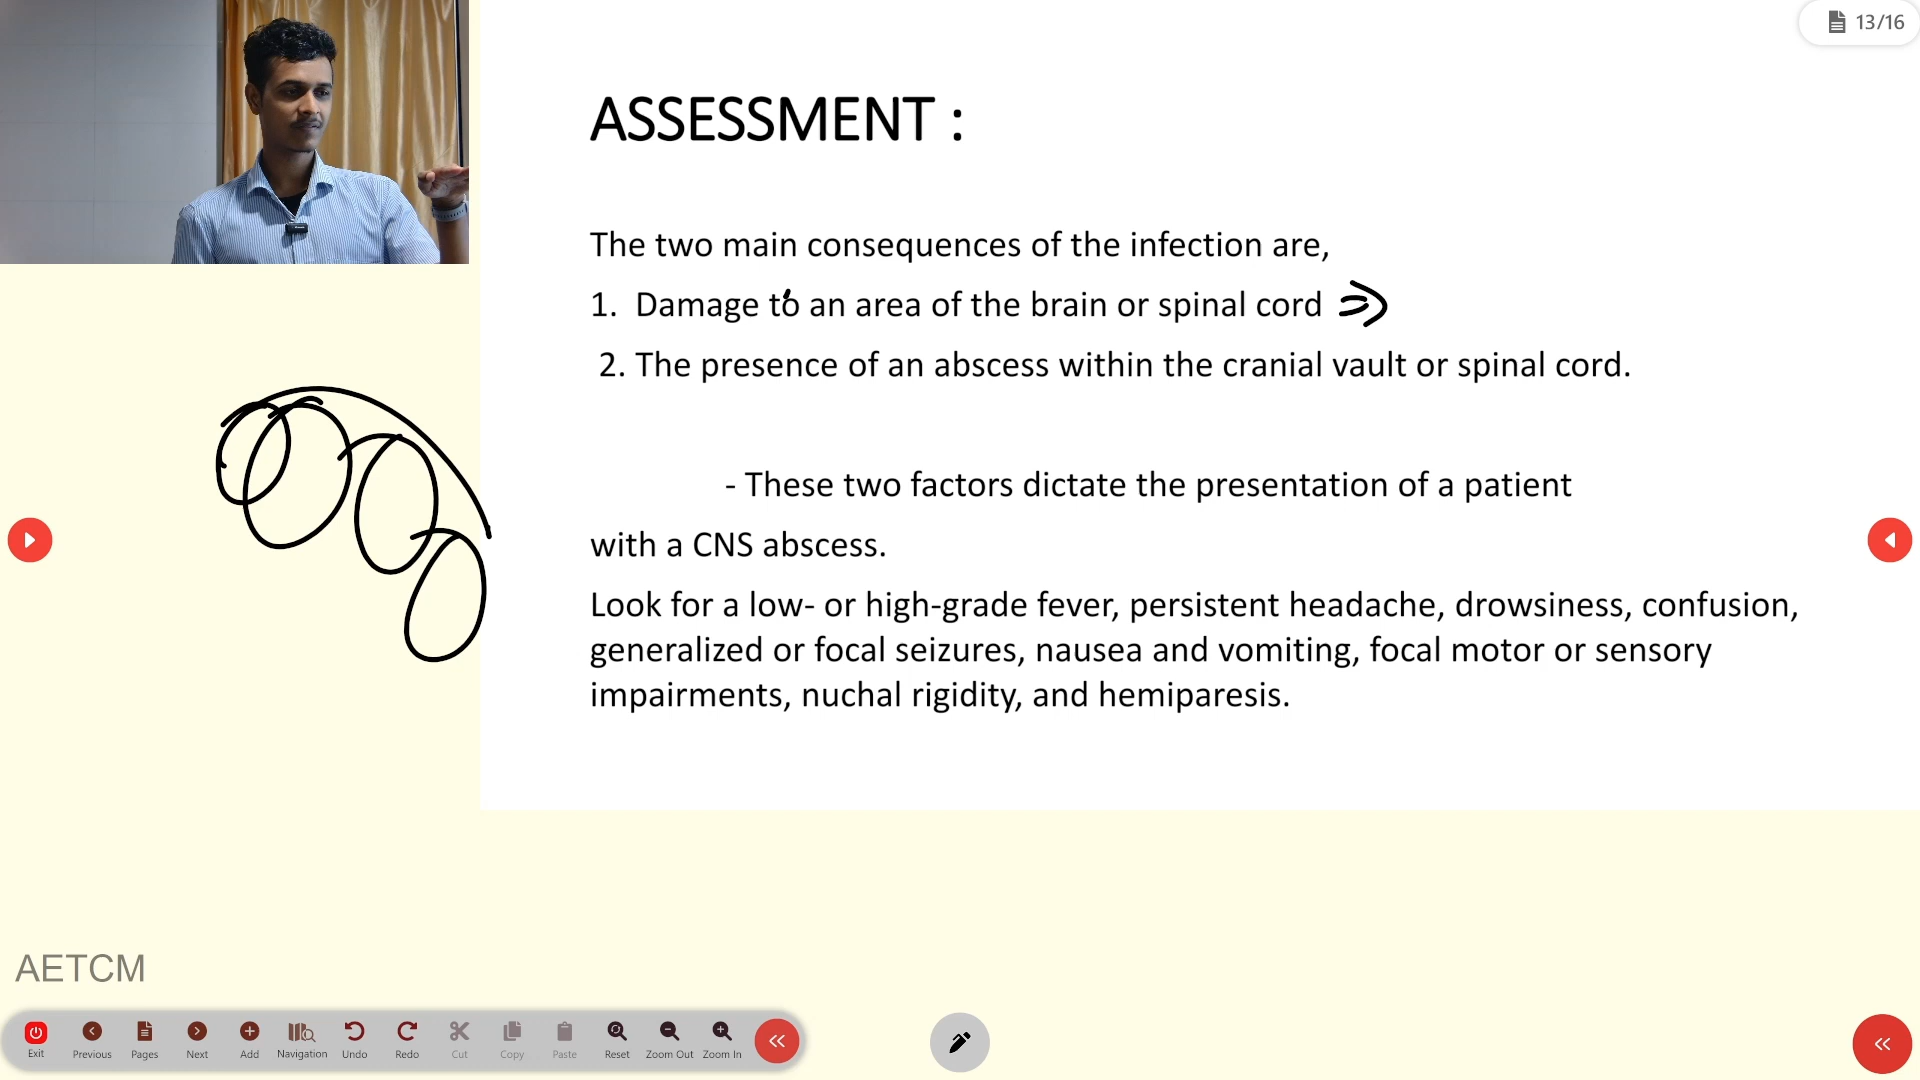 13/16
ASSESSMENT :
The two main consequences of the infection are,
1. Damage to an area of the brain or spinal cord
2. The presence of an abscess within the cranial vault or spinal cord.
- These two factors dictate the presentation of a patient
with a CNS abscess.
Look for a low- or high-grade fever, persistent headache, drowsiness, confusion,
generalized or focal seizures, nausea and vomiting, focal motor or sensory
impairments, nuchal rigidity, and hemiparesis.
AETCM
Exit Previous Pages Next Add Navigation Undo Redo Cut Copy Paste Reset Zoom Out Zoom In